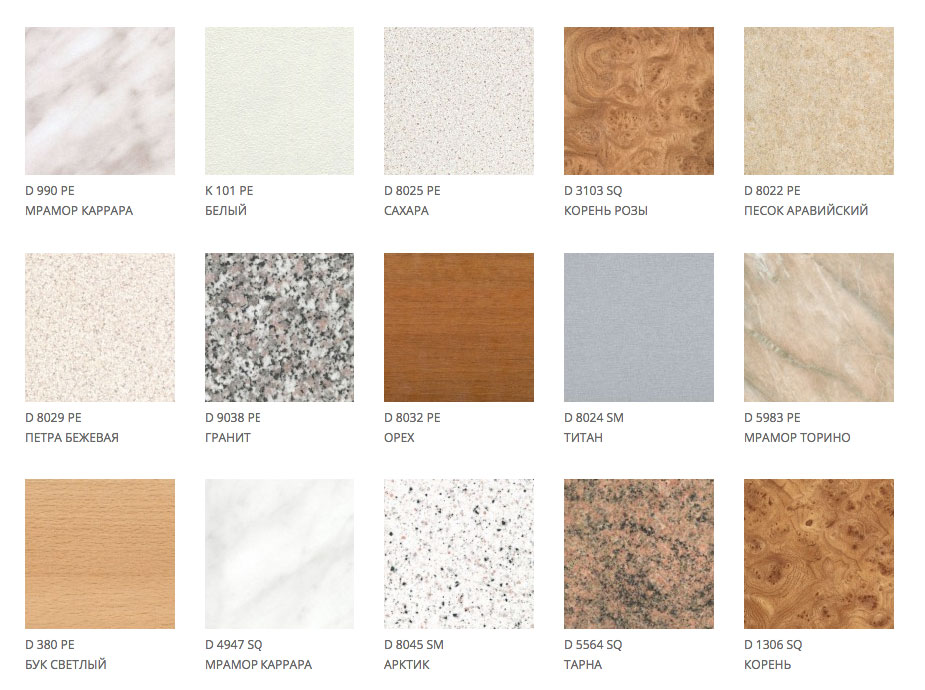 D 990 PE
МРАМОР КАРРАРА
K 101 PE
БЕЛЫЙ
D 8025 PE
САХАРА
D 3103 SQ
КОРЕНЬ РОЗЫ
D 8022 PE
ПЕСОК АРАВИЙСКИЙ
D 8029 PE
ПЕТРА БЕЖЕВАЯ
D 9038 PE
ГРАНИТ
D 8032 PE
ОРЕХ
D 8024 SM
ТИТАН
D 5983 PE
МРАМОР ТОРИНО
D 380 PE
БУК СВЕТЛЫЙ
D 4947 SQ
МРАМОР КАРРАРА
D 8045 SM
АРКТИК
D 5564 SQ
ТАРНА
D 1306 SQ
КОРЕНЬ